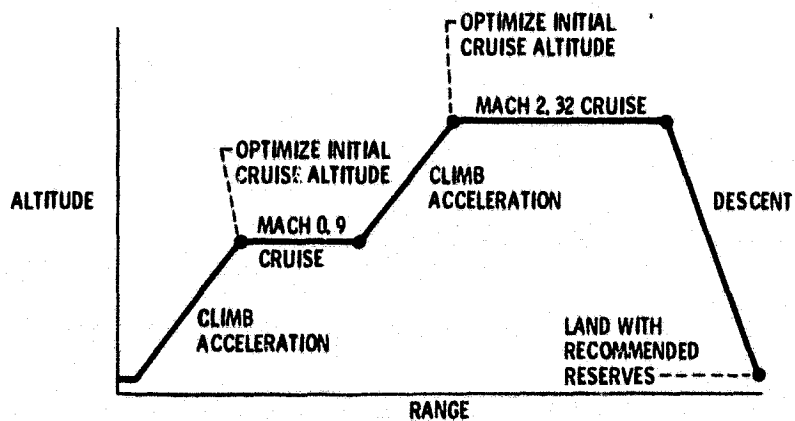 OPTIMIZE INITIAL
CRUISE ALTITUDE
MACH 2.32 CRUISE
OPTIMIZE INITIAL
CRUISE ALTITUDE
CLIMB
ACCELERATION
ALTITUDE
DESCENT
MACH 0.9
CRUISE
CLIMB
ACCELERATION
LAND WITH
RECOMMENDED
RESERVES
RANGE